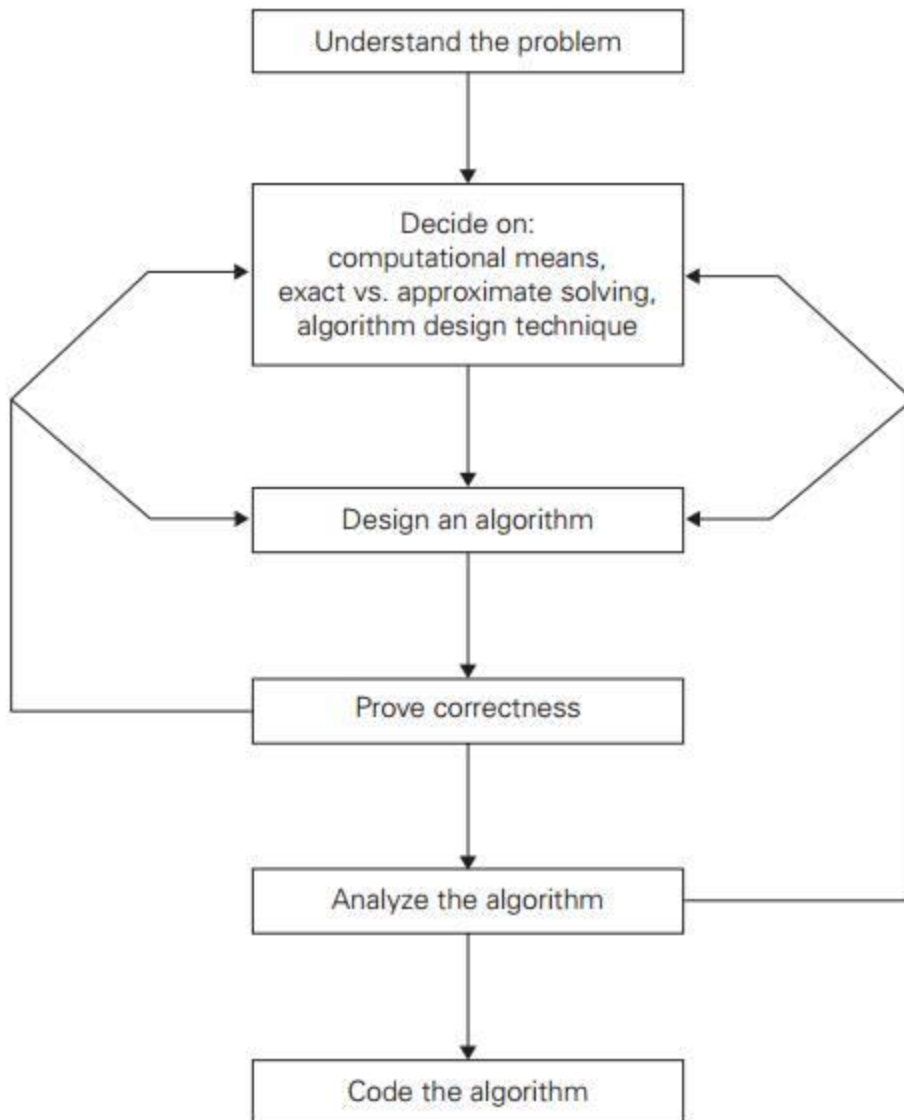 Understand the problem
Decide on:
computational means,
exact vs. approximate solving,
algorithm design technique
Design an algorithm
Prove correctness
Analyze the algorithm
Code the algorithm